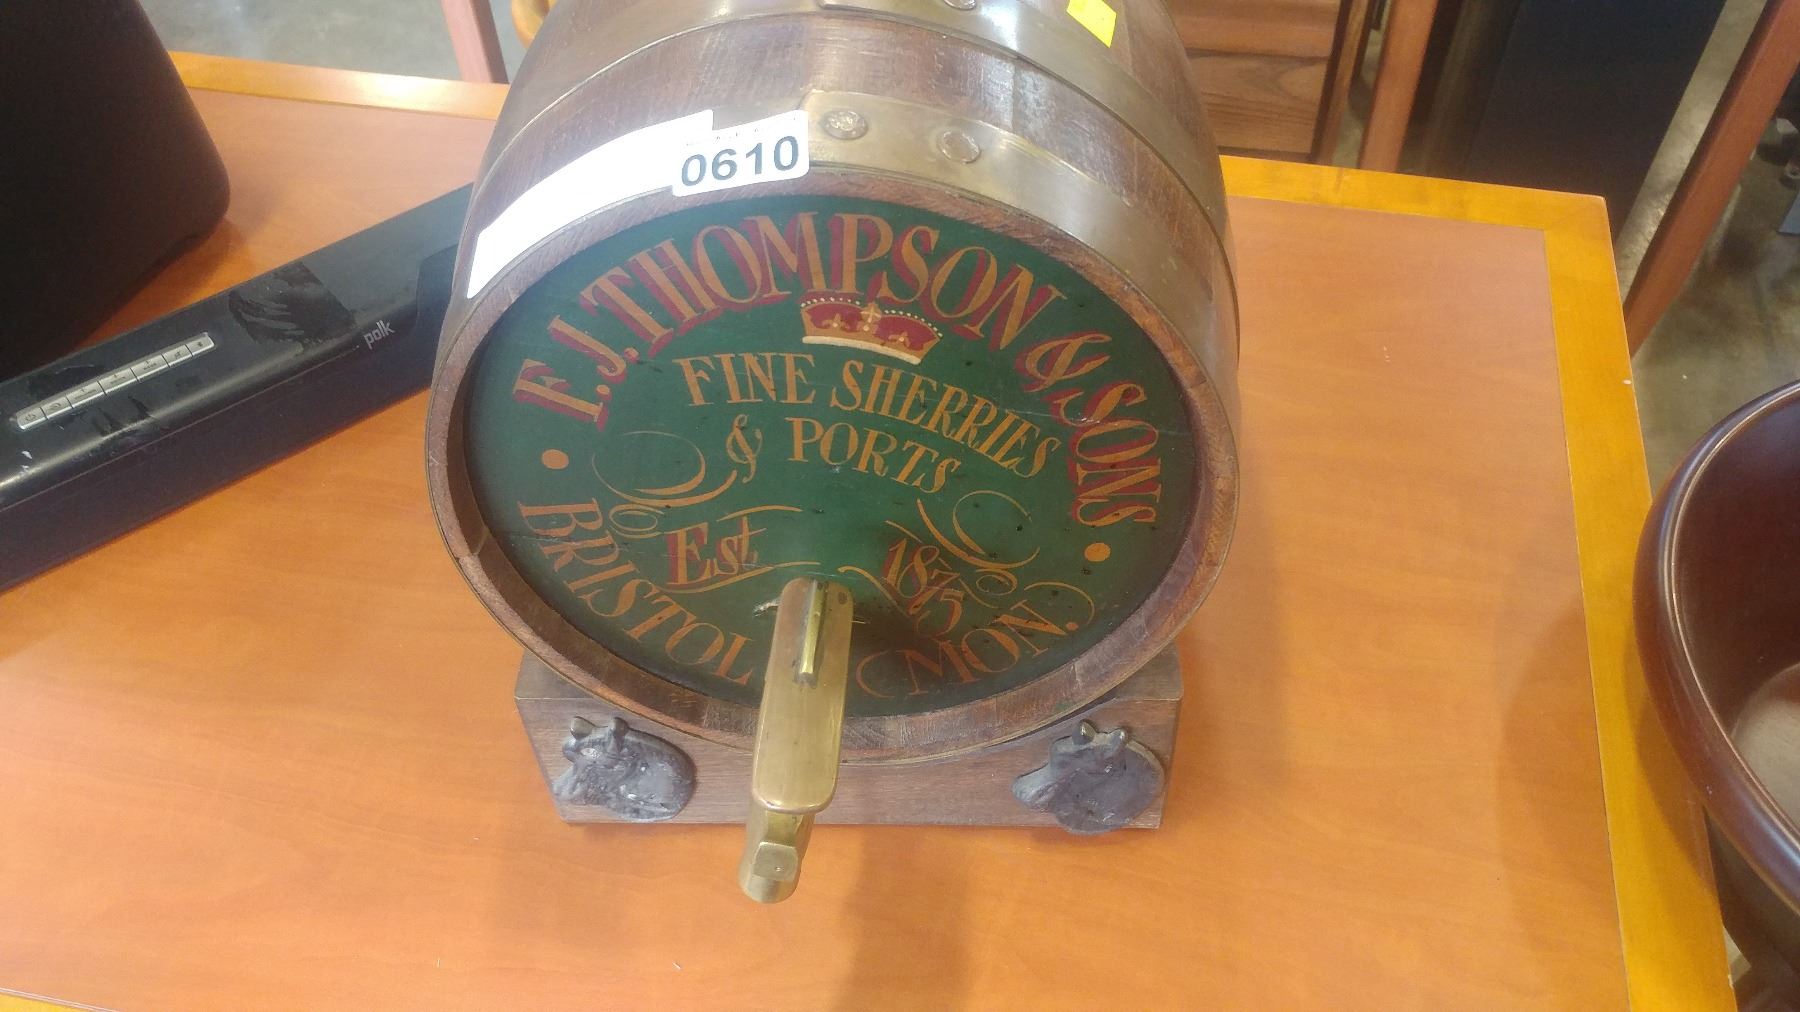 0610
F.J. THOMPSON & SONS
FINE SHERRIES
& PORTS
Est 1875
BRISTOL MON.
polk